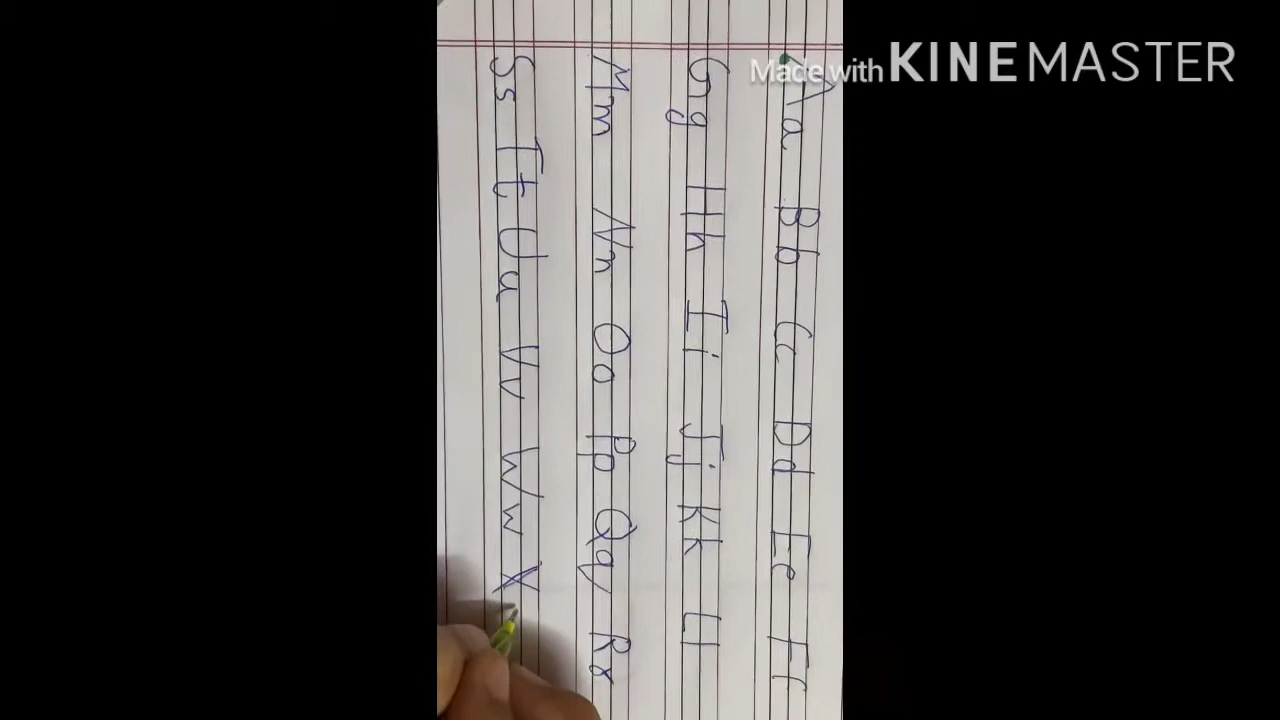 Made with KINEMASTER
Aa Bb Cc Dd Ee Ff
Gg Hh Ii Jj Kk Ll
Mm Nn Oo Pp Qq Rr
Ss Tt Uu Vv Ww X